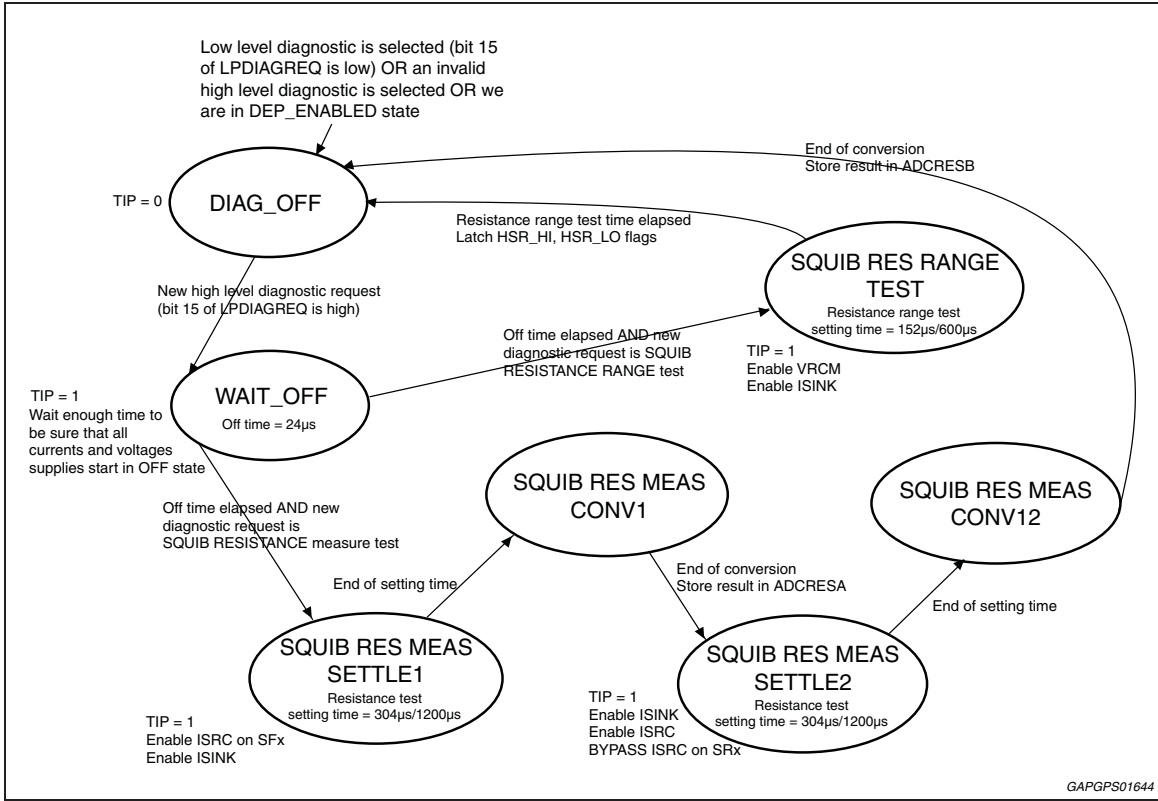 Low level diagnostic is selected (bit 15
of LPDIAGREQ is low) OR an invalid
high level diagnostic is selected OR we
are in DEP_ENABLED state
End of conversion
Store result in ADCRESB
TIP = 0
DIAG_OFF
Resistance range test time elapsed
Latch HSR_HI, HSR_LO flags
SQUIB RES RANGE
TEST
Resistance range test
setting time = 152µs/600µs
New high level diagnostic request
(bit 15 of LPDIAGREQ is high)
Off time elapsed AND new
diagnostic request is SQUIB
RESISTANCE RANGE test
TIP = 1
Enable VRCM
Enable ISINK
TIP = 1
Wait enough time to
be sure that all
currents and voltages
supplies start in OFF state
WAIT_OFF
Off time = 24µs
SQUIB RES MEAS
CONV1
SQUIB RES MEAS
CONV12
Off time elapsed AND new
diagnostic request is
SQUIB RESISTANCE measure test
End of setting time
End of conversion
Store result in ADCRESA
End of setting time
SQUIB RES MEAS
SETTLE1
Resistance test
setting time = 304µs/1200µs
SQUIB RES MEAS
SETTLE2
Resistance test
setting time = 304µs/1200µs
TIP = 1
Enable ISRC on SFx
Enable ISINK
TIP = 1
Enable ISINK
Enable ISRC
BYPASS ISRC on SRx
GAPGPS01644